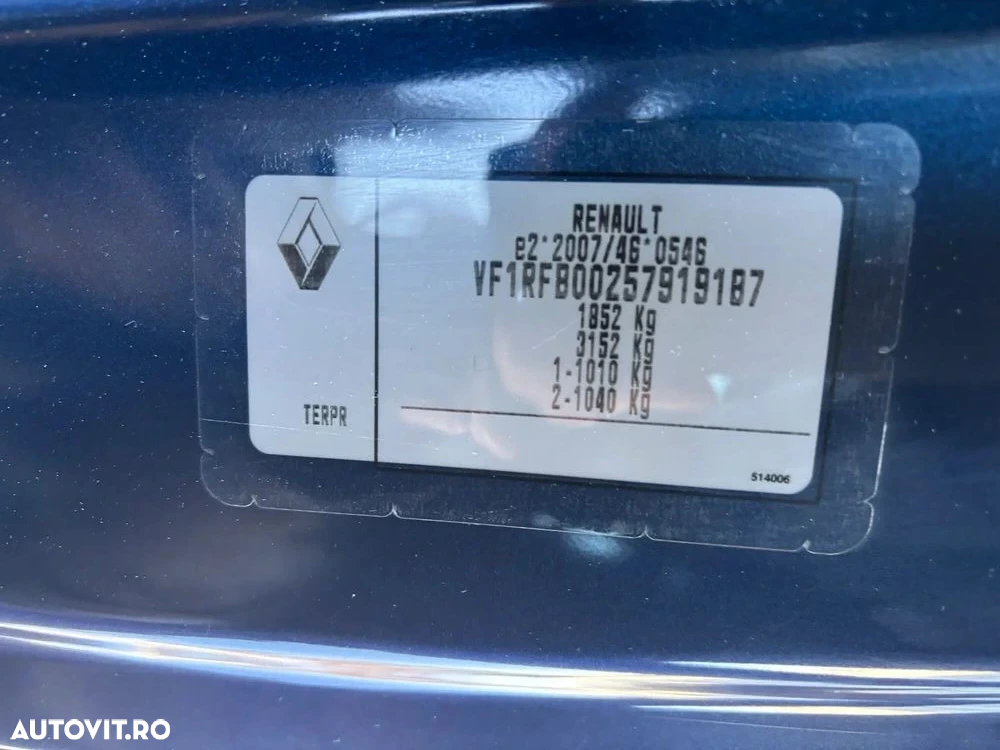 RENAULT
e2*2007/46*0546
VF1RFB00257919187
1852 Kg
3152 Kg
1-1010 Kg
2-1040 Kg
TERPR
514006
AUTOVIT.RO